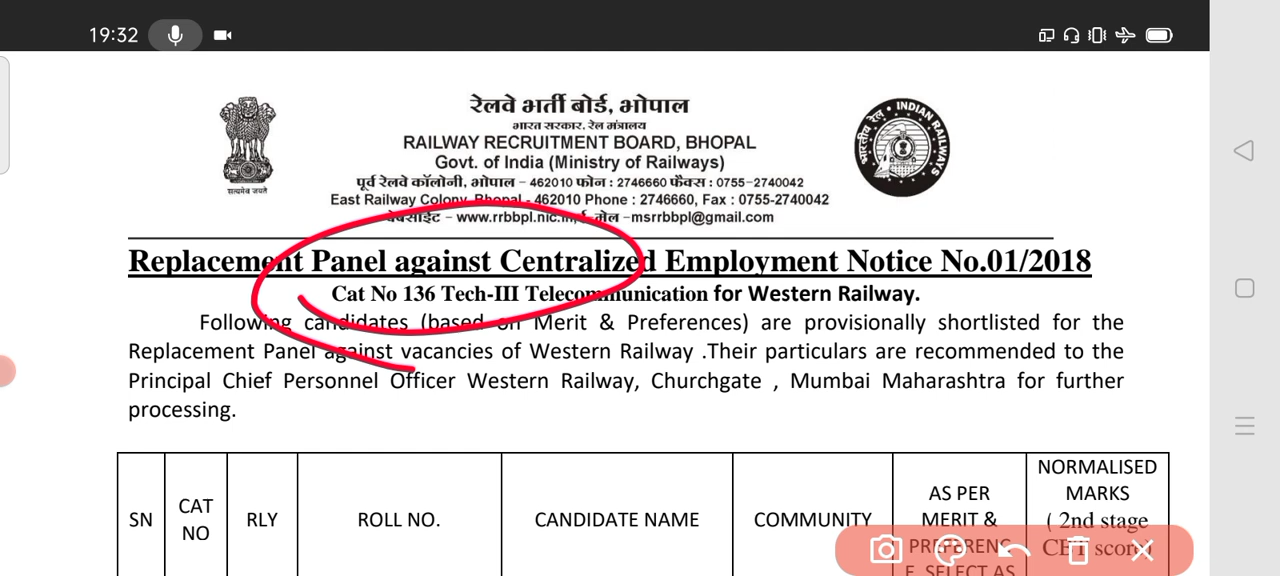 19:32
रेलवे भर्ती बोर्ड, भोपाल
भारत सरकार, रेल मंत्रालय
RAILWAY RECRUITMENT BOARD, BHOPAL
Govt. of India (Ministry of Railways)
पूर्व रेलवे कॉलोनी, भोपाल – 462010 फोन : 2746660 फैक्स : 0755-2740042
East Railway Colony, Bhopal - 462010 Phone : 2746660, Fax : 0755-2740042
वेबसाईट – www.rrbbpl.nic.in, ई-मेल -msrrbbpl@gmail.com
सत्यमेव जयते
भारतीय रेल • INDIAN RAILWAYS
Replacement Panel against Centralized Employment Notice No.01/2018
Cat No 136 Tech-III Telecommunication for Western Railway.
Following candidates (based on Merit & Preferences) are provisionally shortlisted for the
Replacement Panel against vacancies of Western Railway .Their particulars are recommended to the
Principal Chief Personnel Officer Western Railway, Churchgate , Mumbai Maharashtra for further
processing.
SN
CAT
NO
RLY
ROLL NO.
CANDIDATE NAME
COMMUNITY
AS PER
MERIT &
PREFERENC
E, SELECT AS
NORMALISED
MARKS
( 2nd stage
CBT score)